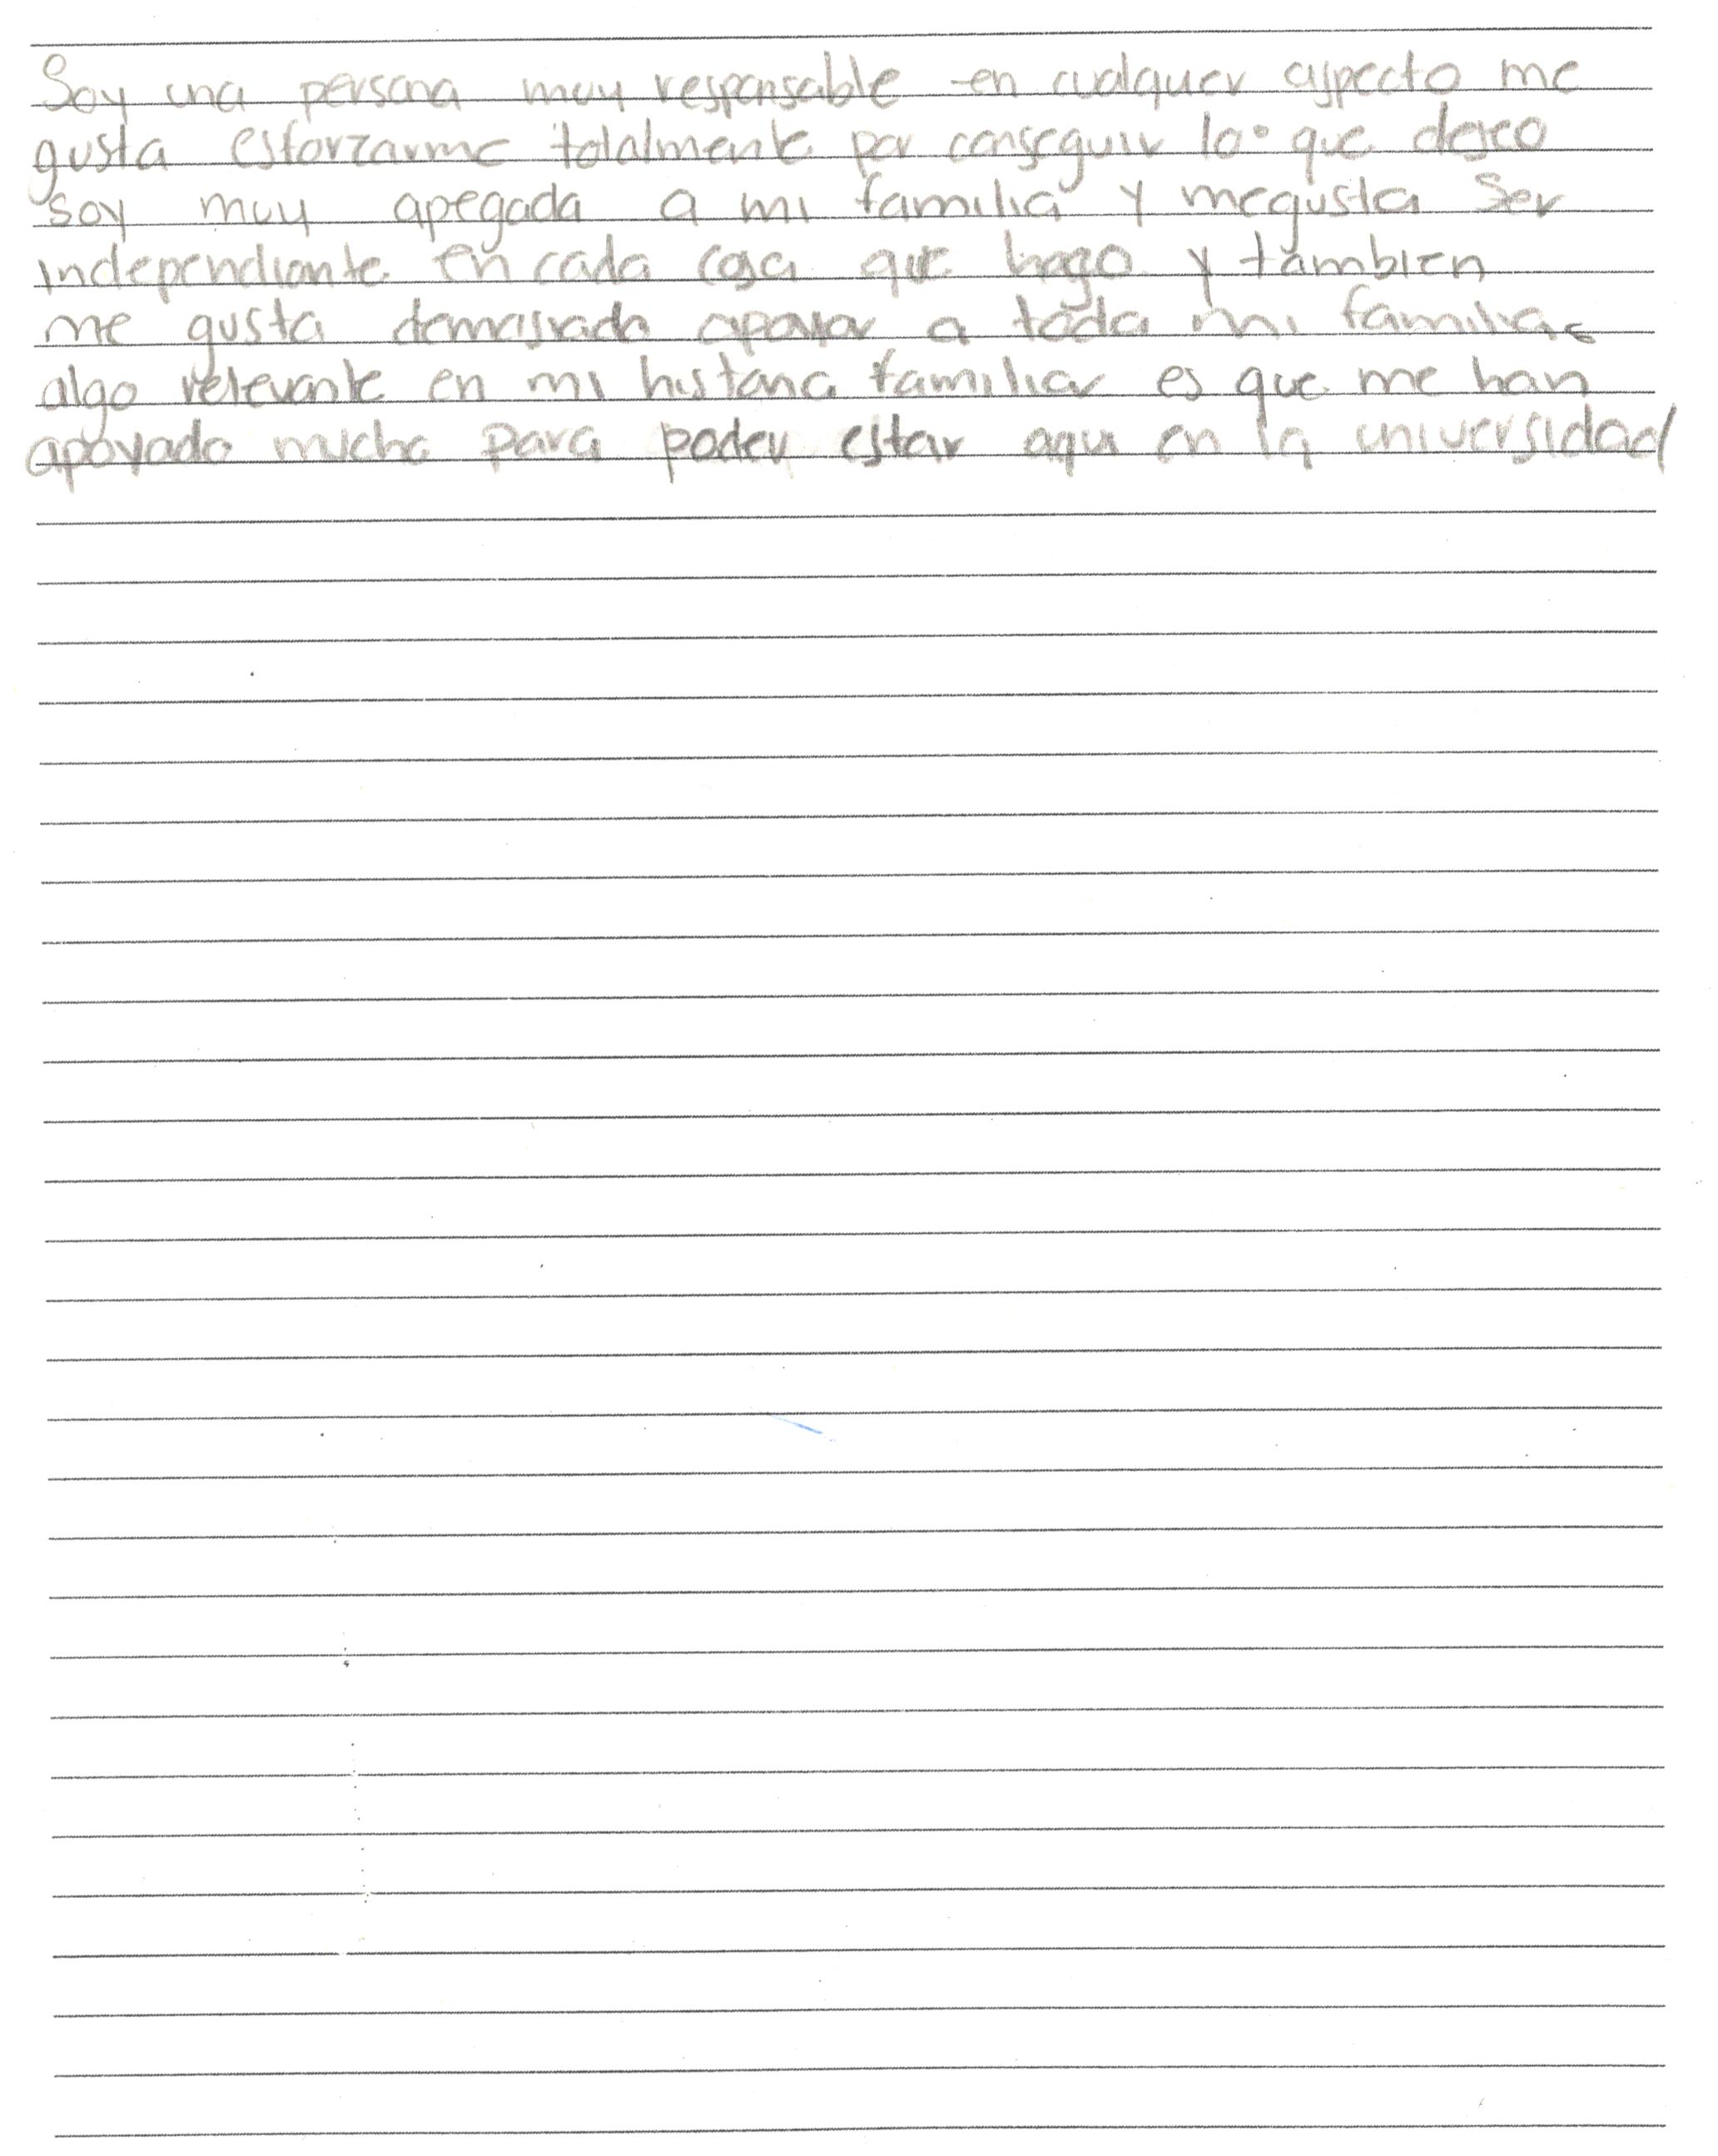 Soy una persona muy responsable en cualquer aspecto me
gusta esforzarme totalmente por conseguir lo que deseo
soy muy apegada a mi familia y megusta ser
independiante en cada cosa que hago y tambien
me gusta demasiado apoyar a toda mi familia
algo relevante en mi historia familiar es que me han
apoyado mucho para poder estar aqui en la universidad